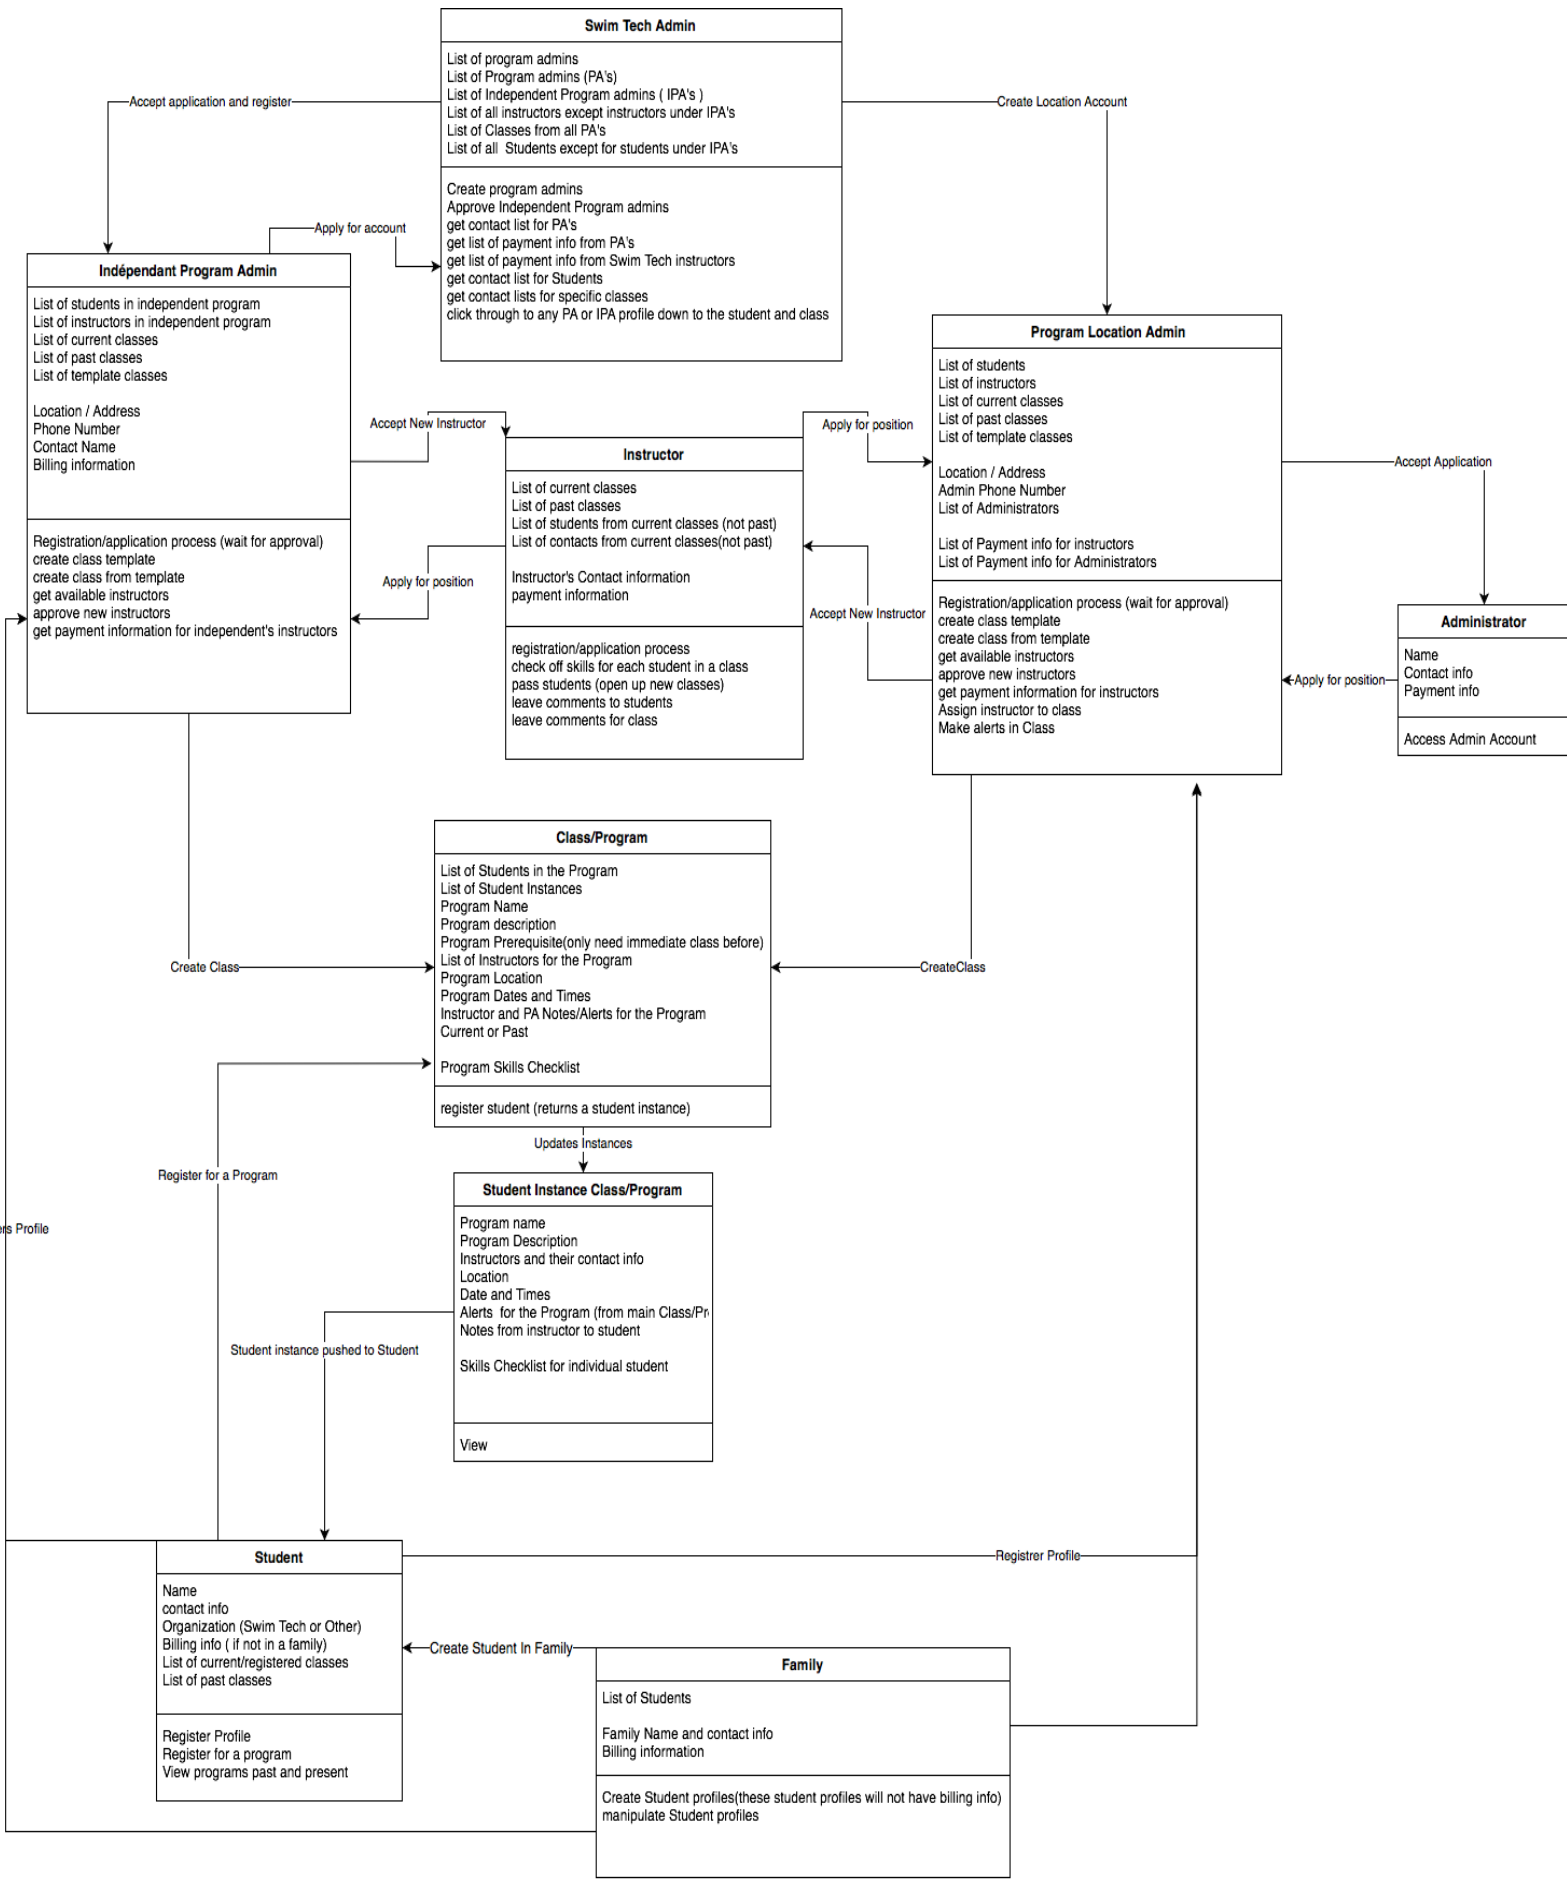 Swim Tech Admin
List of program admins
List of Program admins (PA's)
List of Independent Program admins ( IPA's )
List of all instructors except instructors under IPA's
List of Classes from all PA's
List of all  Students except for students under IPA's
Create program admins
Approve Independent Program admins
get contact list for PA's
get list of payment info from PA's
get list of payment info from Swim Tech instructors
get contact list for Students
get contact lists for specific classes
click through to any PA or IPA profile down to the student and class
Accept application and register
Create Location Account
Apply for account
Indépendant Program Admin
List of students in independent program
List of instructors in independent program
List of current classes
List of past classes
List of template classes
Location / Address
Phone Number
Contact Name
Billing information
Registration/application process (wait for approval)
create class template
create class from template
get available instructors
approve new instructors
get payment information for independent's instructors
Accept New Instructor
Apply for position
Instructor
List of current classes
List of past classes
List of students from current classes (not past)
List of contacts from current classes(not past)
Instructor's Contact information
payment information
registration/application process
check off skills for each student in a class
pass students (open up new classes)
leave comments to students
leave comments for class
Apply for position
Accept New Instructor
Program Location Admin
List of students
List of instructors
List of current classes
List of past classes
List of template classes
Location / Address
Admin Phone Number
List of Administrators
List of Payment info for instructors
List of Payment info for Administrators
Registration/application process (wait for approval)
create class template
create class from template
get available instructors
approve new instructors
get payment information for instructors
Assign instructor to class
Make alerts in Class
Accept Application
Apply for position
Administrator
Name
Contact info
Payment info
Access Admin Account
Class/Program
List of Students in the Program
List of Student Instances
Program Name
Program description
Program Prerequisite(only need immediate class before)
List of Instructors for the Program
Program Location
Program Dates and Times
Instructor and PA Notes/Alerts for the Program
Current or Past
Program Skills Checklist
register student (returns a student instance)
Create Class
CreateClass
Updates Instances
Register for a Program
Profile
Student Instance Class/Program
Program name
Program Description
Instructors and their contact info
Location
Date and Times
Alerts  for the Program (from main Class/Pr
Notes from instructor to student
Skills Checklist for individual student
View
Student instance pushed to Student
Student
Name
contact info
Organization (Swim Tech or Other)
Billing info ( if not in a family)
List of current/registered classes
List of past classes
Register Profile
Register for a program
View programs past and present
Registrer Profile
Create Student In Family
Family
List of Students
Family Name and contact info
Billing information
Create Student profiles(these student profiles will not have billing info)
manipulate Student profiles